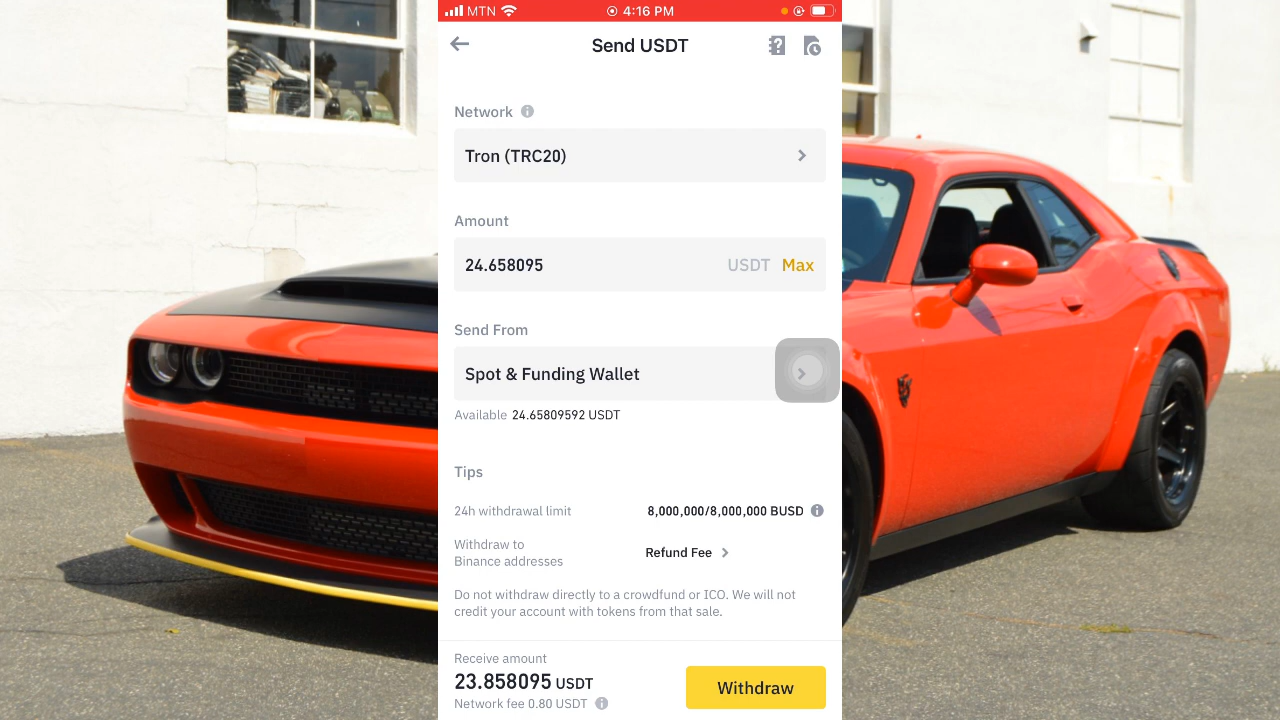 MTN 4:16 PM
Send USDT
Network
Tron (TRC20)
Amount
24.658095 USDT Max
Send From
Spot & Funding Wallet
Available 24.65809592 USDT
Tips
24h withdrawal limit 8,000,000/8,000,000 BUSD
Withdraw to
Binance addresses
Refund Fee
Do not withdraw directly to a crowdfund or ICO. We will not
credit your account with tokens from that sale.
Receive amount
23.858095 USDT
Network fee 0.80 USDT
Withdraw